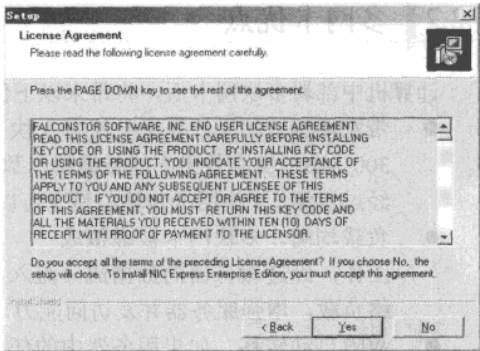 Setup
License Agreement
Please read the following license agreement carefully.
Press the PAGE DOWN key to see the rest of the agreement.
FALCONSTOR SOFTWARE, INC. END USER LICENSE AGREEMENT
READ THIS LICENSE AGREEMENT CAREFULLY BEFORE INSTALLING
KEY CODE OR USING THE PRODUCT. BY INSTALLING KEY CODE
OR USING THE PRODUCT, YOU INDICATE YOUR ACCEPTANCE OF
THE TERMS OF THE FOLLOWING AGREEMENT. THESE TERMS
APPLY TO YOU AND ANY SUBSEQUENT LICENSEE OF THIS
PRODUCT. IF YOU DO NOT ACCEPT OR AGREE TO THE TERMS
OF THIS AGREEMENT, YOU MUST RETURN THIS KEY CODE AND
ALL THE MATERIALS YOU RECEIVED WITHIN TEN (10) DAYS OF
RECEIPT WITH PROOF OF PAYMENT TO THE LICENSOR.
Do you accept all the terms of the preceding License Agreement? If you choose No, the
setup will close. To install NIC Express Enterprise Edition, you must accept this agreement.
InstallShield
< Back
Yes
No